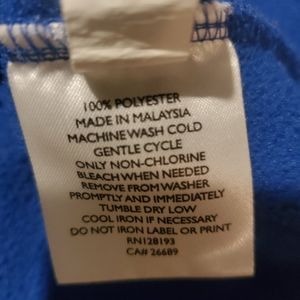 100% POLYESTER
MADE IN MALAYSIA
MACHINE WASH COLD
GENTLE CYCLE
ONLY NON-CHLORINE
BLEACH WHEN NEEDED
REMOVE FROM WASHER
PROMPTLY AND IMMEDIATELY
TUMBLE DRY LOW
COOL IRON IF NECESSARY
DO NOT IRON LABEL OR PRINT
RN128193
CA# 26689